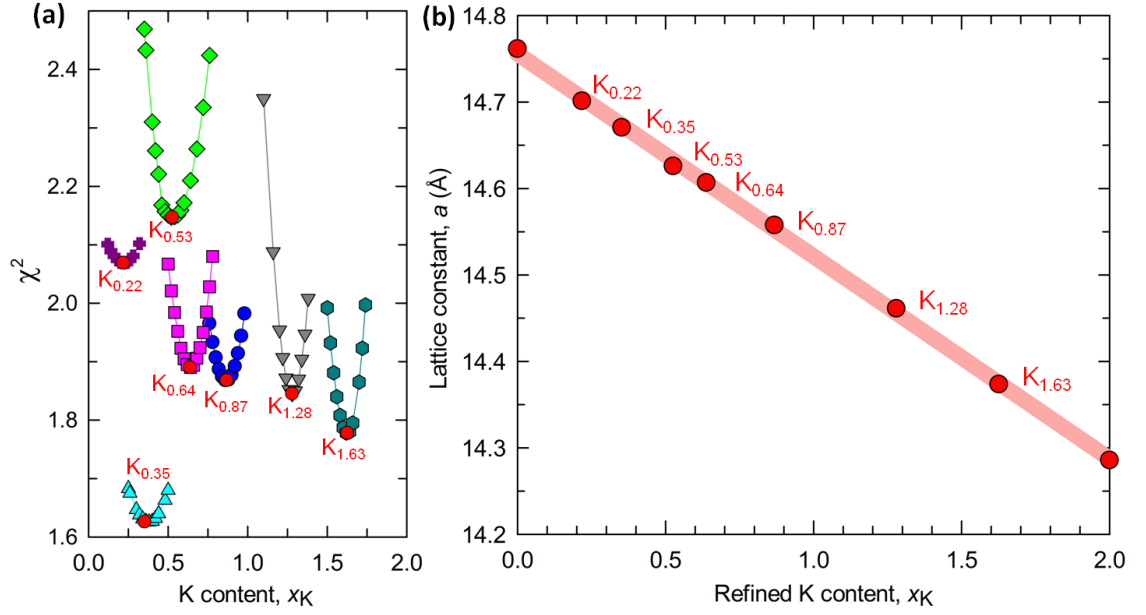 (a)
2.4
2.2
2.0
1.8
1.6
χ2
K0.53
K0.22
K0.64
K0.87
K1.28
K1.63
K0.35
0.0 0.5 1.0 1.5 2.0
K content, xK
(b)
14.8
14.7
14.6
14.5
14.4
14.3
14.2
Lattice constant, a (Å)
K0.22
K0.35
K0.53
K0.64
K0.87
K1.28
K1.63
0.0 0.5 1.0 1.5 2.0
Refined K content, xK